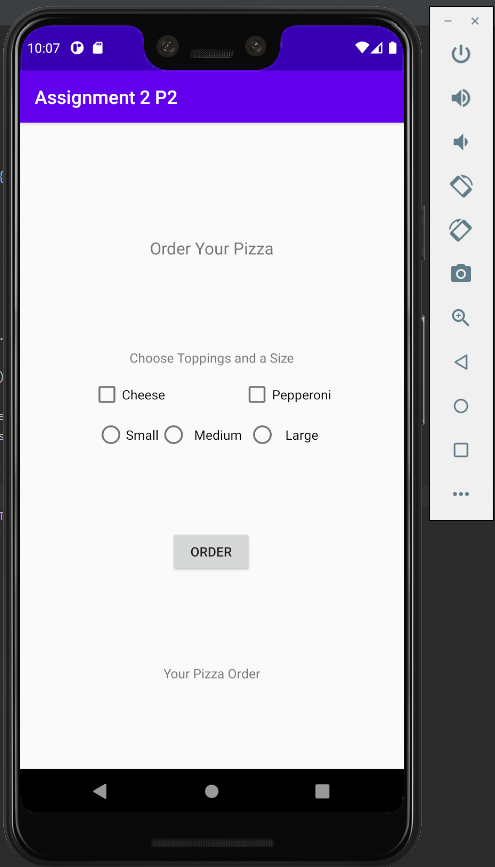 10:07
Assignment 2 P2
Order Your Pizza
Choose Toppings and a Size
Cheese Pepperoni
Small Medium Large
ORDER
Your Pizza Order